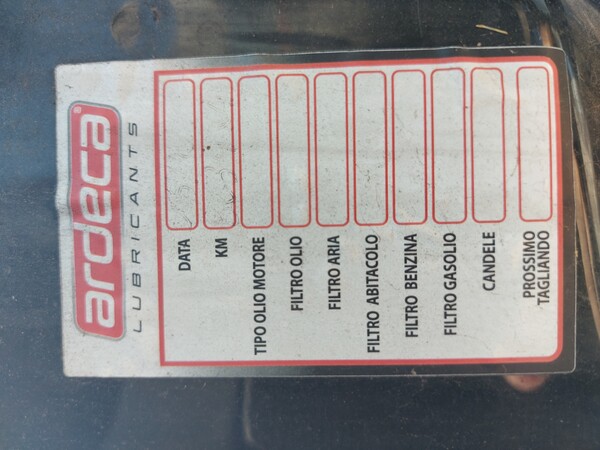 ardeca®
LUBRICANTS
DATA
KM
TIPO OLIO MOTORE
FILTRO OLIO
FILTRO ARIA
FILTRO ABITACOLO
FILTRO BENZINA
FILTRO GASOLIO
CANDELE
PROSSIMO
TAGLIANDO